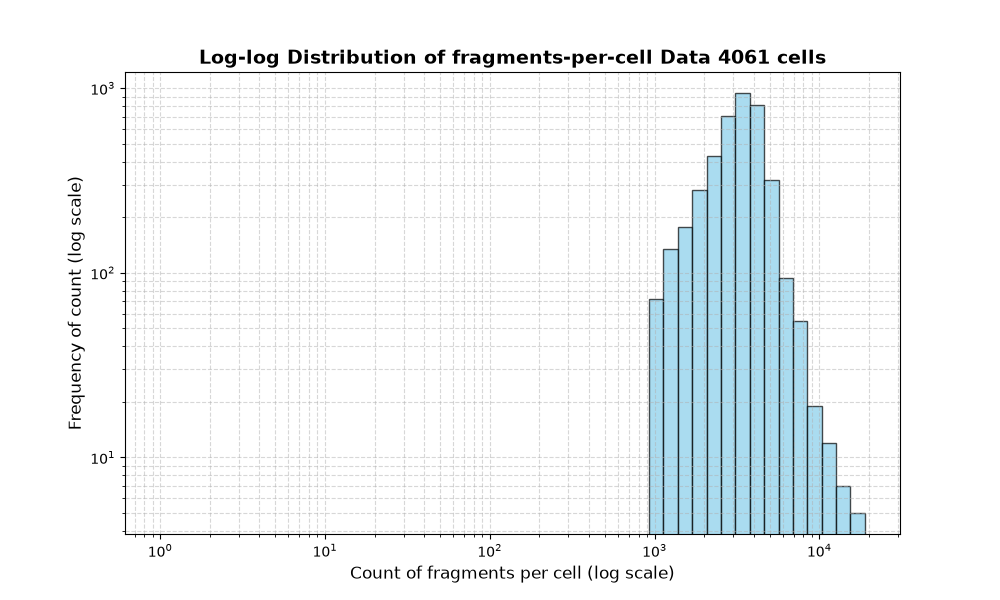 Log-log Distribution of fragments-per-cell Data 4061 cells
Frequency of count (log scale)
10³
10²
10¹
10⁰ 10¹ 10² 10³ 10⁴
Count of fragments per cell (log scale)